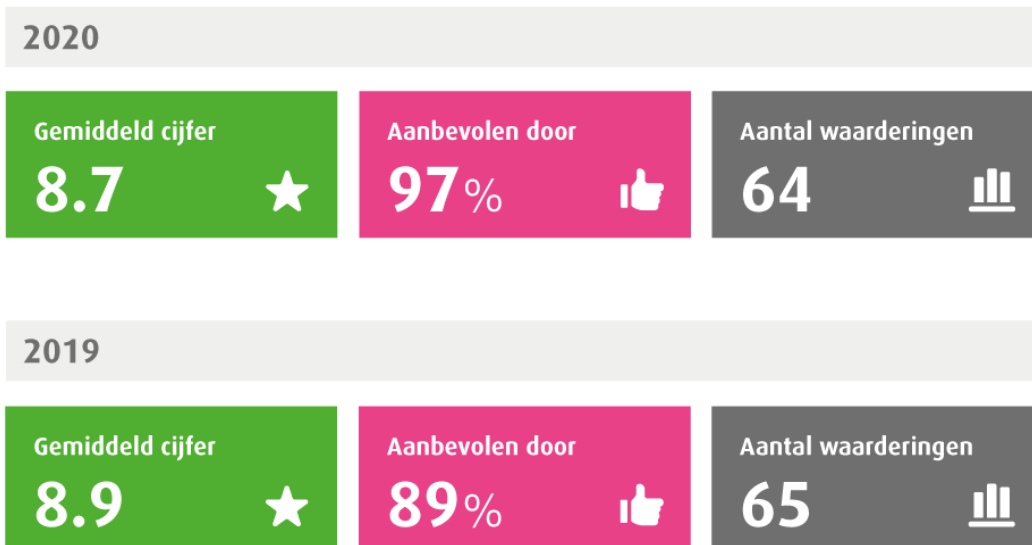 2020
Gemiddeld cijfer
8.7
Aanbevolen door
97%
Aantal waarderingen
64
2019
Gemiddeld cijfer
8.9
Aanbevolen door
89%
Aantal waarderingen
65